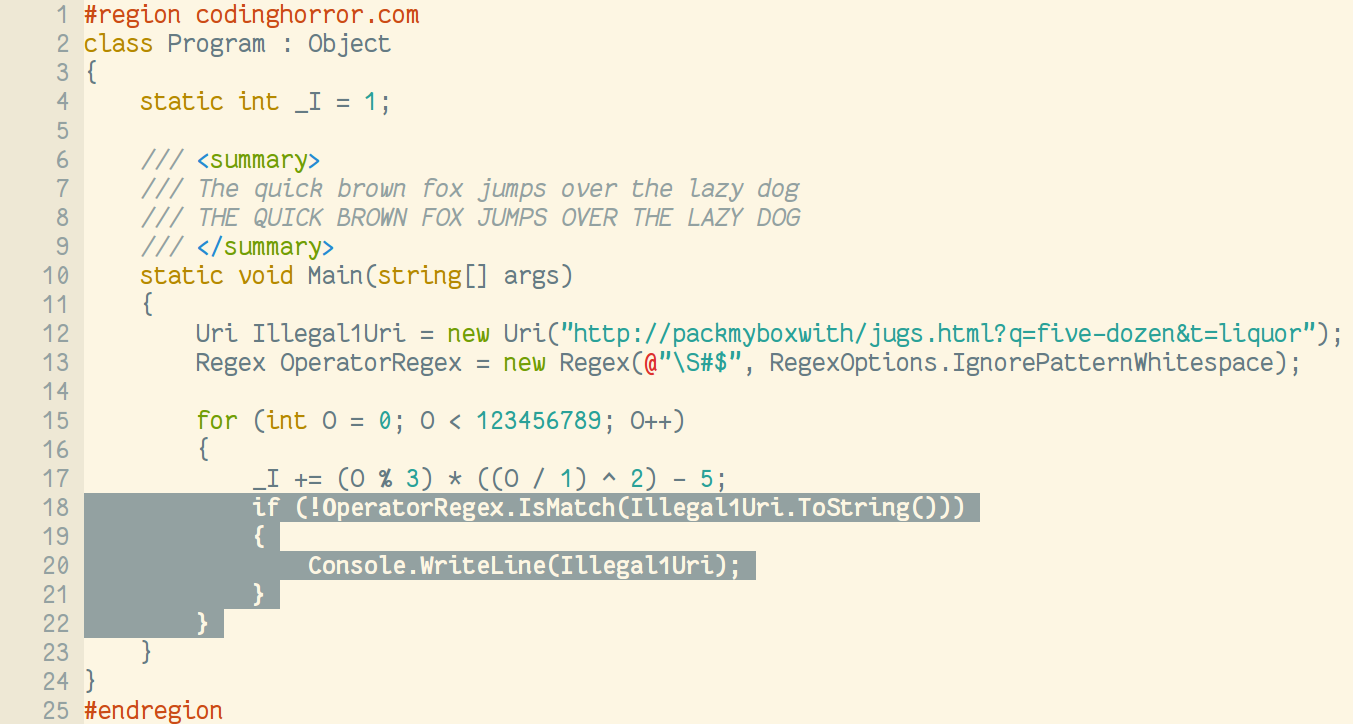 1 #region codinghorror.com
2 class Program : Object
3 {
4     static int _I = 1;
5
6     /// <summary>
7     /// The quick brown fox jumps over the lazy dog
8     /// THE QUICK BROWN FOX JUMPS OVER THE LAZY DOG
9     /// </summary>
10     static void Main(string[] args)
11     {
12         Uri Illegal1Uri = new Uri("http://packmyboxwith/jugs.html?q=five-dozen&t=liquor");
13         Regex OperatorRegex = new Regex(@"\S#$", RegexOptions.IgnorePatternWhitespace);
14
15         for (int O = 0; O < 123456789; O++)
16         {
17             _I += (O % 3) * ((O / 1) ^ 2) - 5;
18             if (!OperatorRegex.IsMatch(Illegal1Uri.ToString()))
19             {
20                 Console.WriteLine(Illegal1Uri);
21             }
22         }
23     }
24 }
25 #endregion